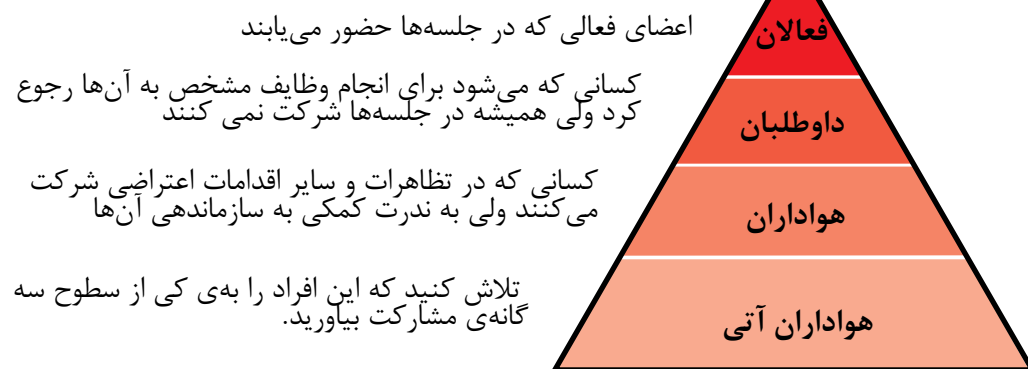 فعالان
اعضای فعالی که در جلسه‌ها حضور می‌یابند
داوطلبان
کسانی که می‌شود برای انجام وظایف مشخص به آن‌ها رجوع
کرد ولی همیشه در جلسه‌ها شرکت نمی کنند
هواداران
کسانی که در تظاهرات و سایر اقدامات اعتراضی شرکت
می‌کنند ولی به ندرت کمکی به سازماندهی آن‌ها
هواداران آتی
تلاش کنید که این افراد را به‌ی کی از سطوح سه
گانه‌ی مشارکت بیاورید.